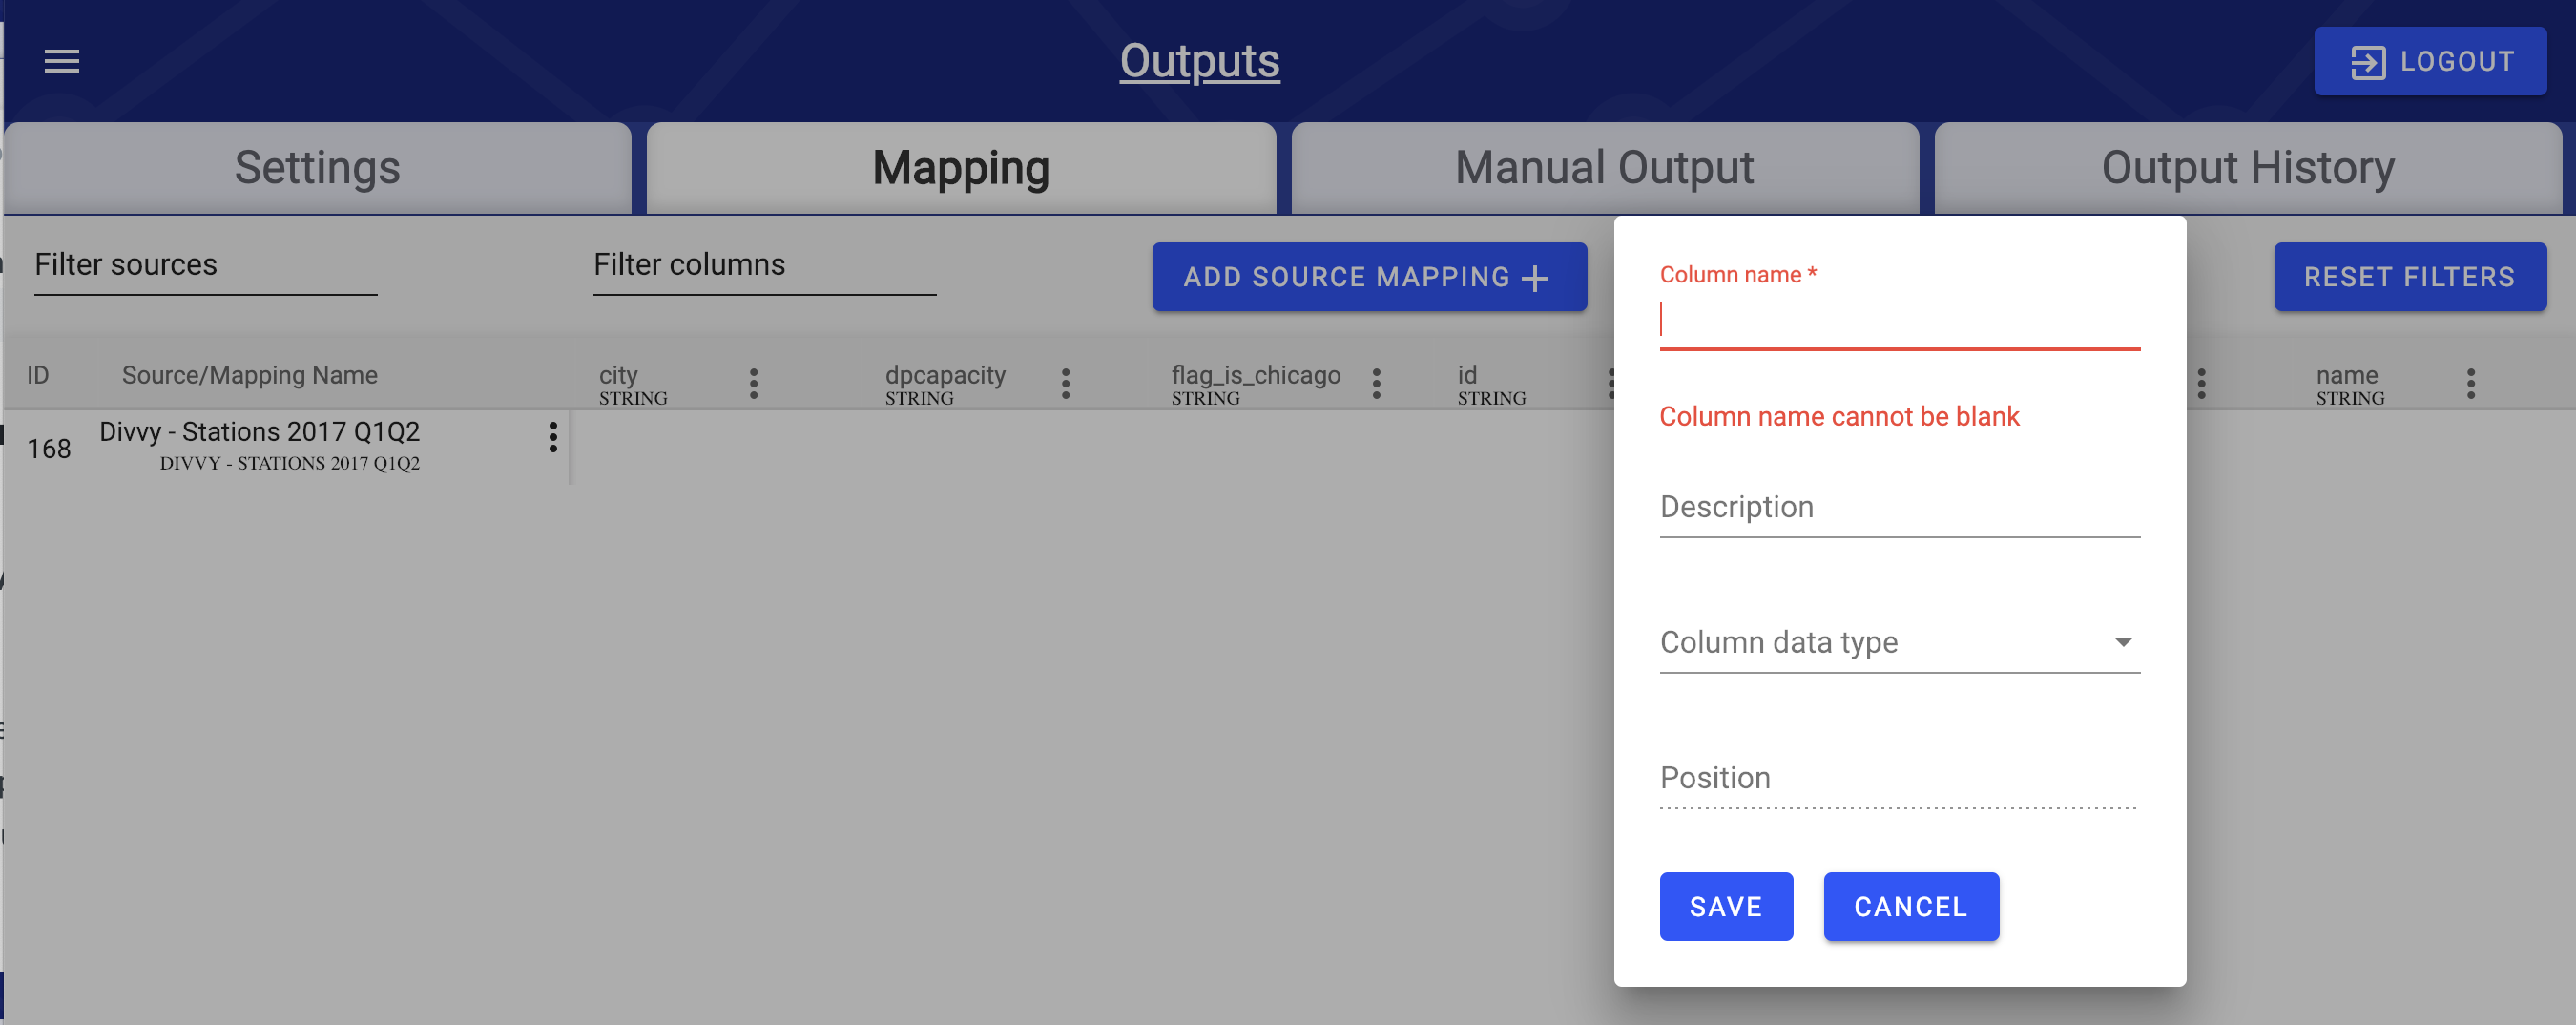 Outputs
LOGOUT
Settings
Mapping
Manual Output
Output History
Filter sources
Filter columns
ADD SOURCE MAPPING
RESET FILTERS
ID
Source/Mapping Name
city
STRING
dpcapacity
STRING
flag_is_chicago
STRING
id
STRING
name
STRING
168
Divvy - Stations 2017 Q1Q2
DIVVY - STATIONS 2017 Q1Q2
Column name *
Column name cannot be blank
Description
Column data type
Position
SAVE
CANCEL